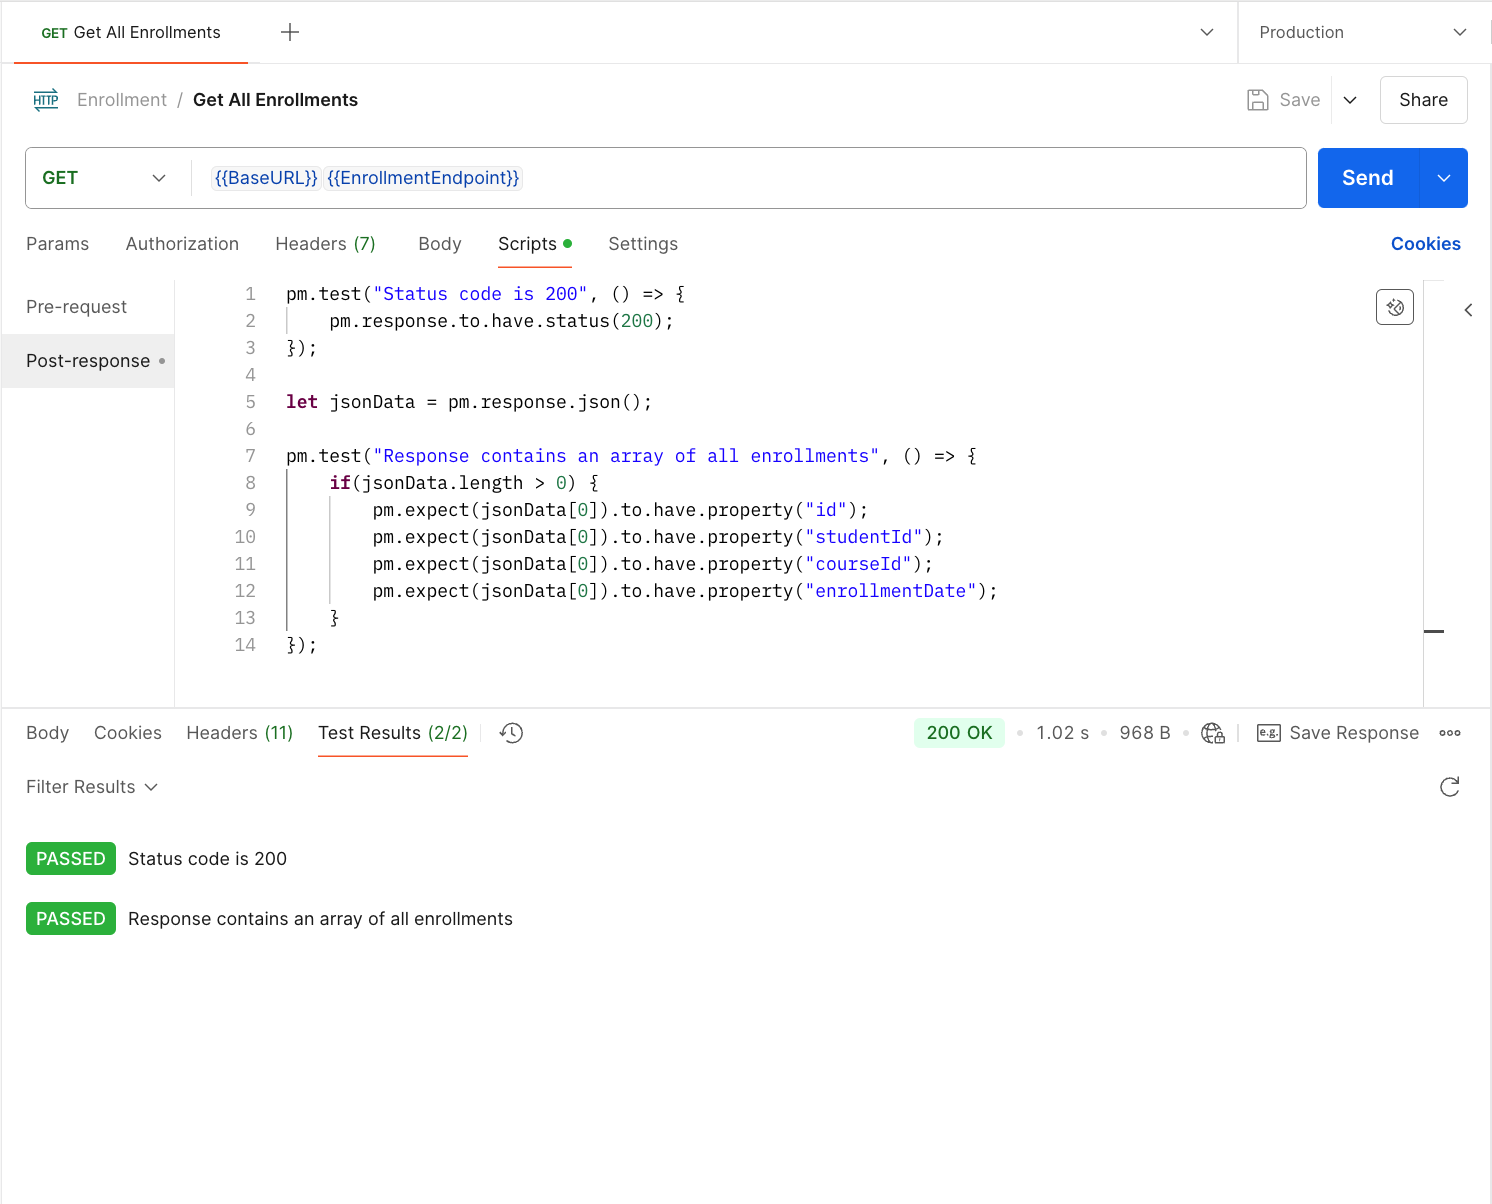 GET Get All Enrollments
Production
HTTP Enrollment / Get All Enrollments
Save
Share
GET
{{BaseURL}} {{EnrollmentEndpoint}}
Send
Params Authorization Headers (7) Body Scripts Settings Cookies
Pre-request
Post-response
1 pm.test("Status code is 200", () => {
2 pm.response.to.have.status(200);
3 });
4
5 let jsonData = pm.response.json();
6
7 pm.test("Response contains an array of all enrollments", () => {
8 if(jsonData.length > 0) {
9 pm.expect(jsonData[0]).to.have.property("id");
10 pm.expect(jsonData[0]).to.have.property("studentId");
11 pm.expect(jsonData[0]).to.have.property("courseId");
12 pm.expect(jsonData[0]).to.have.property("enrollmentDate");
13 }
14 });
Body Cookies Headers (11) Test Results (2/2) 200 OK • 1.02 s • 968 B • e.g. Save Response
Filter Results
PASSED Status code is 200
PASSED Response contains an array of all enrollments